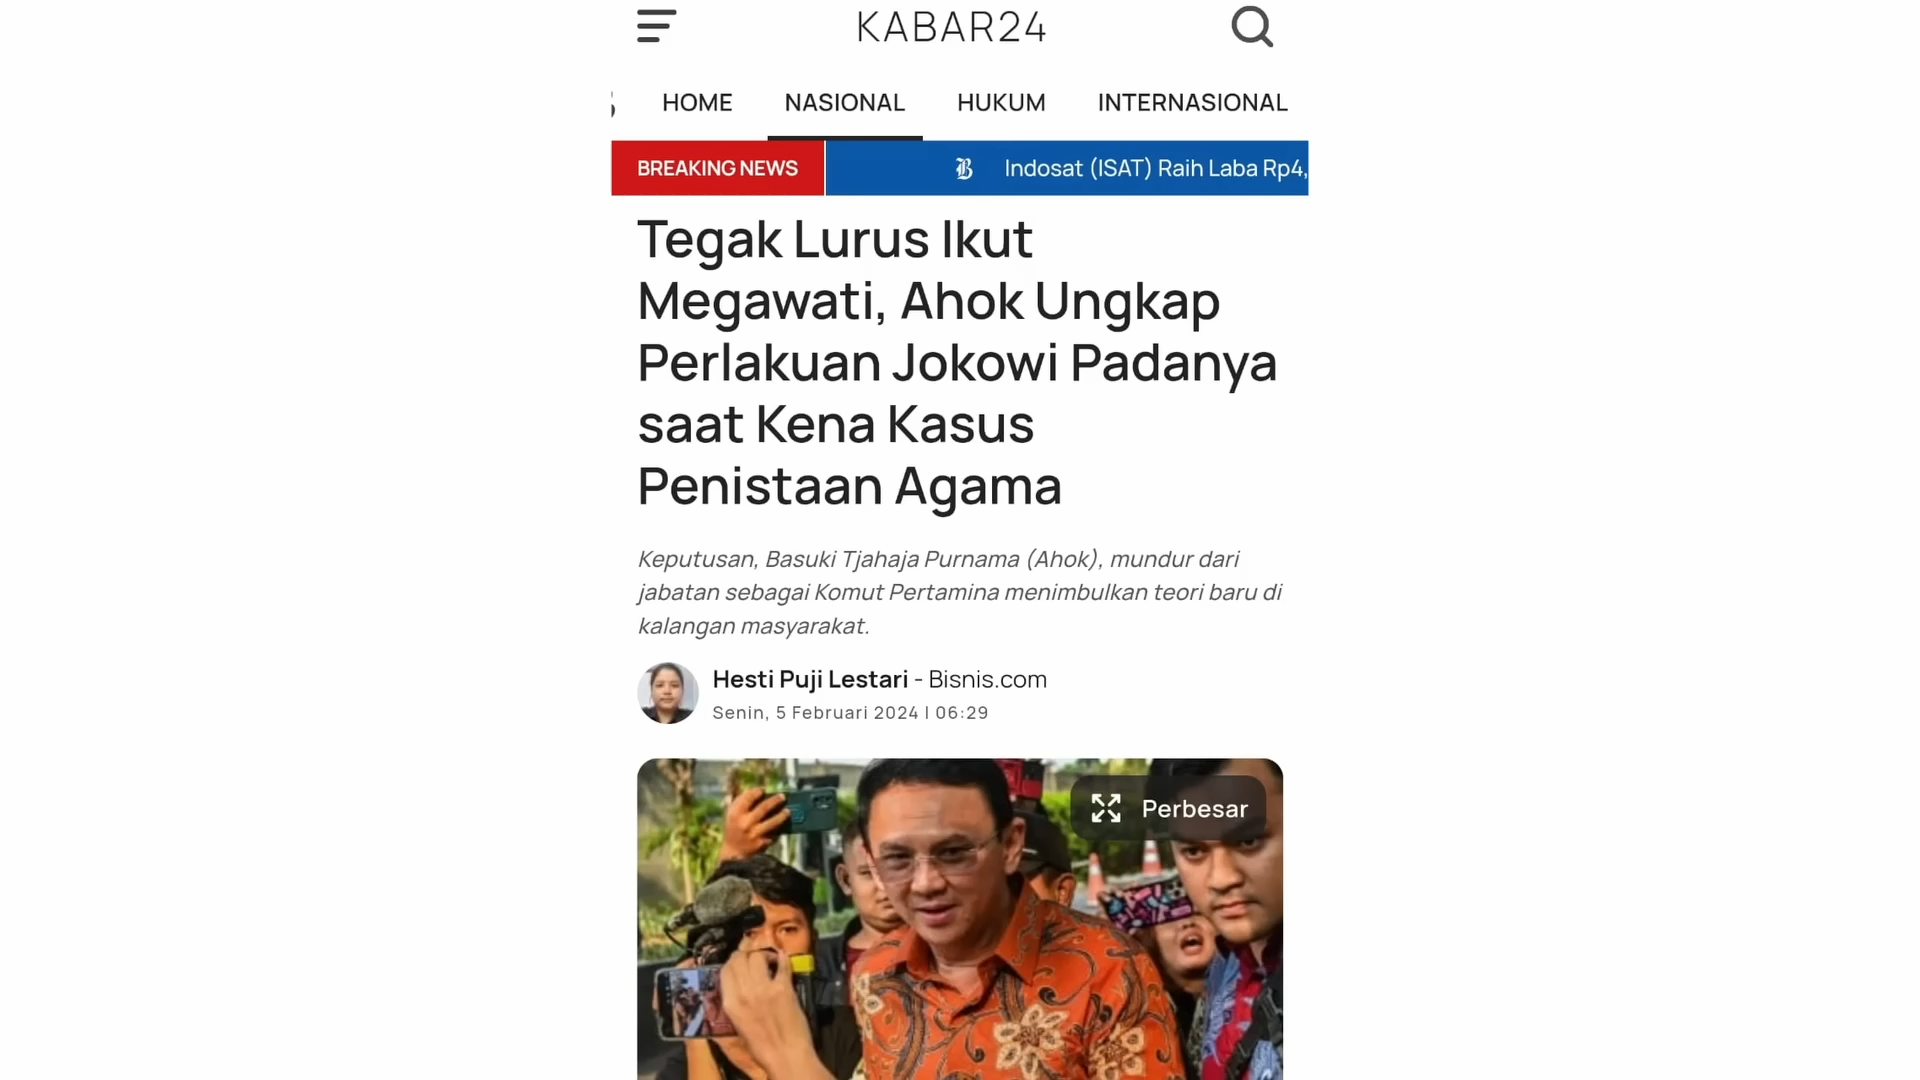 KABAR24
HOME NASIONAL HUKUM INTERNASIONAL
BREAKING NEWS Indosat (ISAT) Raih Laba Rp4,
Tegak Lurus Ikut
Megawati, Ahok Ungkap
Perlakuan Jokowi Padanya
saat Kena Kasus
Penistaan Agama
Keputusan, Basuki Tjahaja Purnama (Ahok), mundur dari
jabatan sebagai Komut Pertamina menimbulkan teori baru di
kalangan masyarakat.
Hesti Puji Lestari - Bisnis.com
Senin, 5 Februari 2024 | 06:29
Perbesar